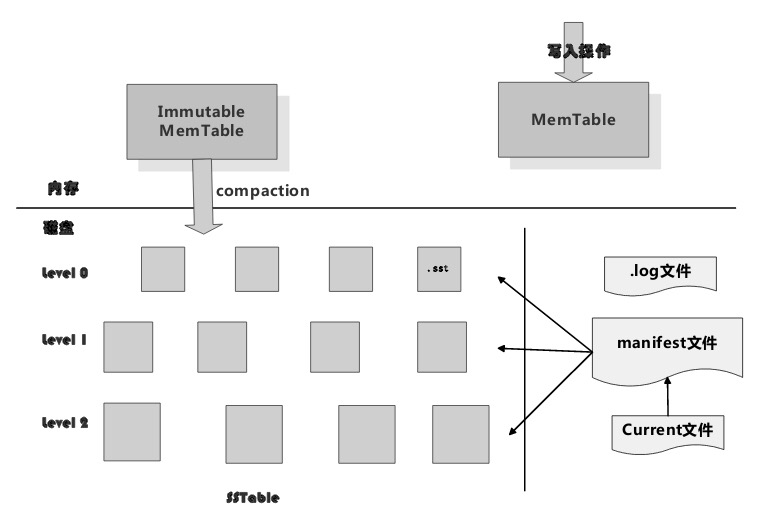 写入操作
Immutable
MemTable
MemTable
compaction
内存
磁盘
Level 0
.sst
.log文件
Level 1
manifest文件
Level 2
Current文件
SSTable